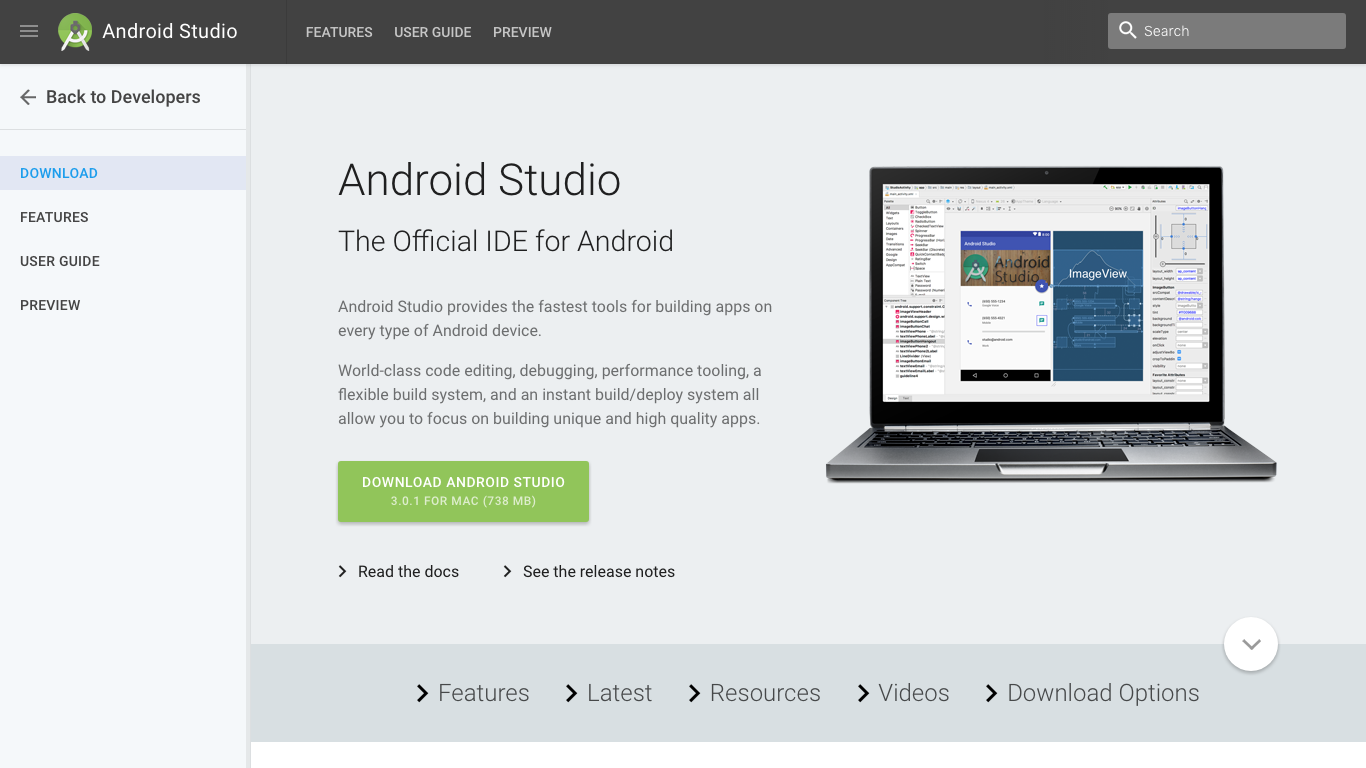 Android Studio
FEATURES
USER GUIDE
PREVIEW
Search
Back to Developers
DOWNLOAD
FEATURES
USER GUIDE
PREVIEW
Android Studio
The Official IDE for Android
Android Studio provides the fastest tools for building apps on
every type of Android device.
World-class code editing, debugging, performance tooling, a
flexible build system, and an instant build/deploy system all
allow you to focus on building unique and high quality apps.
DOWNLOAD ANDROID STUDIO
3.0.1 FOR MAC (738 MB)
Read the docs
See the release notes
Android Studio
Android
Studio
ImageView
Features
Latest
Resources
Videos
Download Options